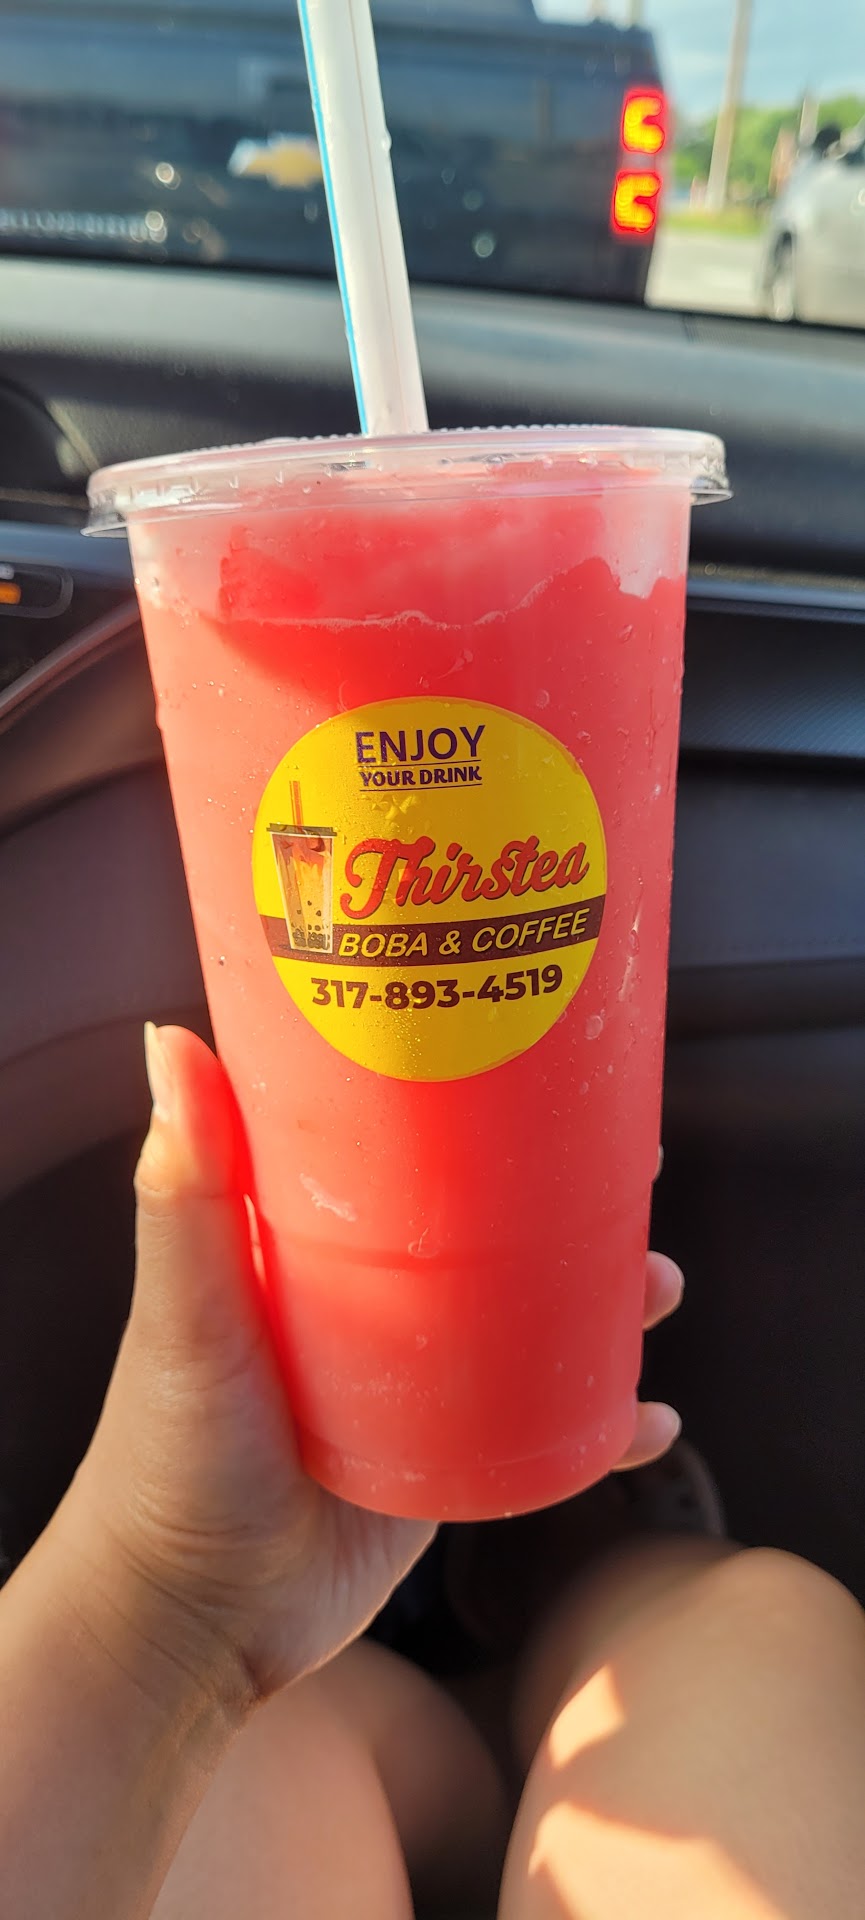 ENJOY
YOUR DRINK
Thirstea
BOBA & COFFEE
317-893-4519